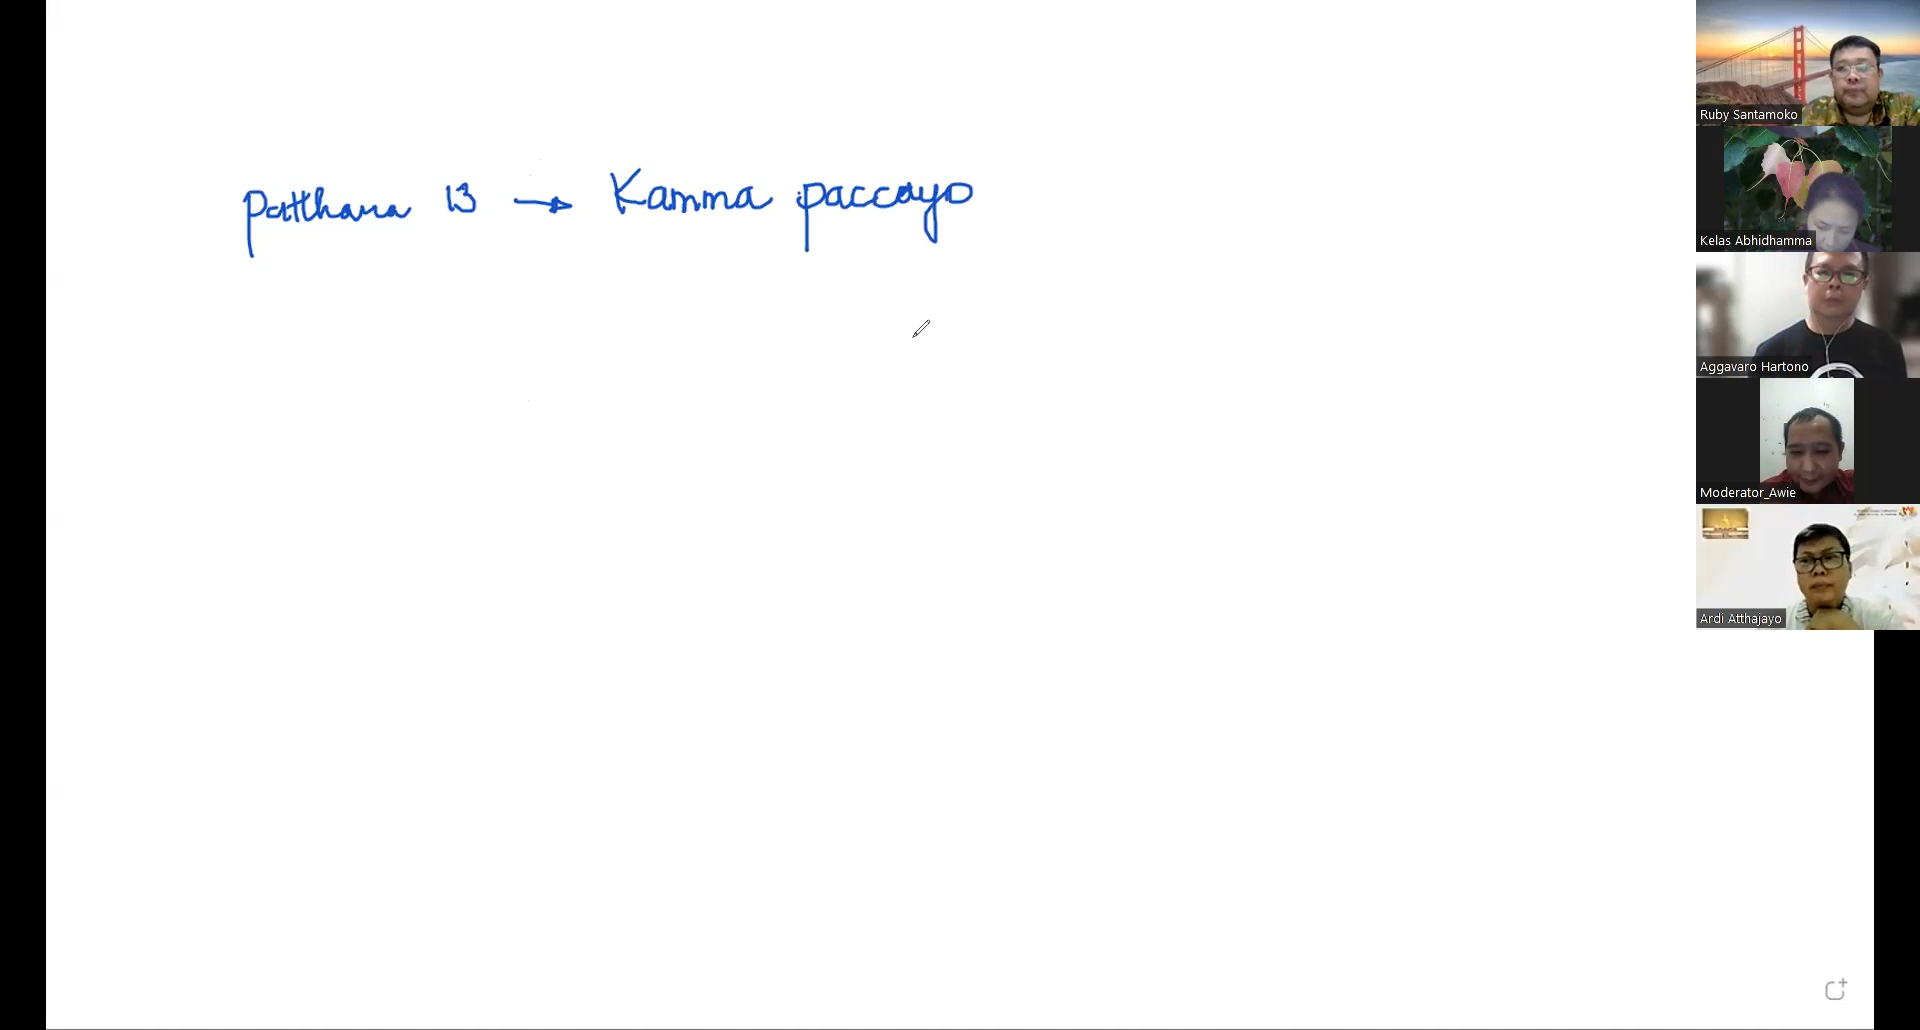 Patthana 13 → Kamma paccayo
Ruby Santamoko
Kelas Abhidhamma
Aggavaro Hartono
Moderator_Awie
Ardi Atthajayo